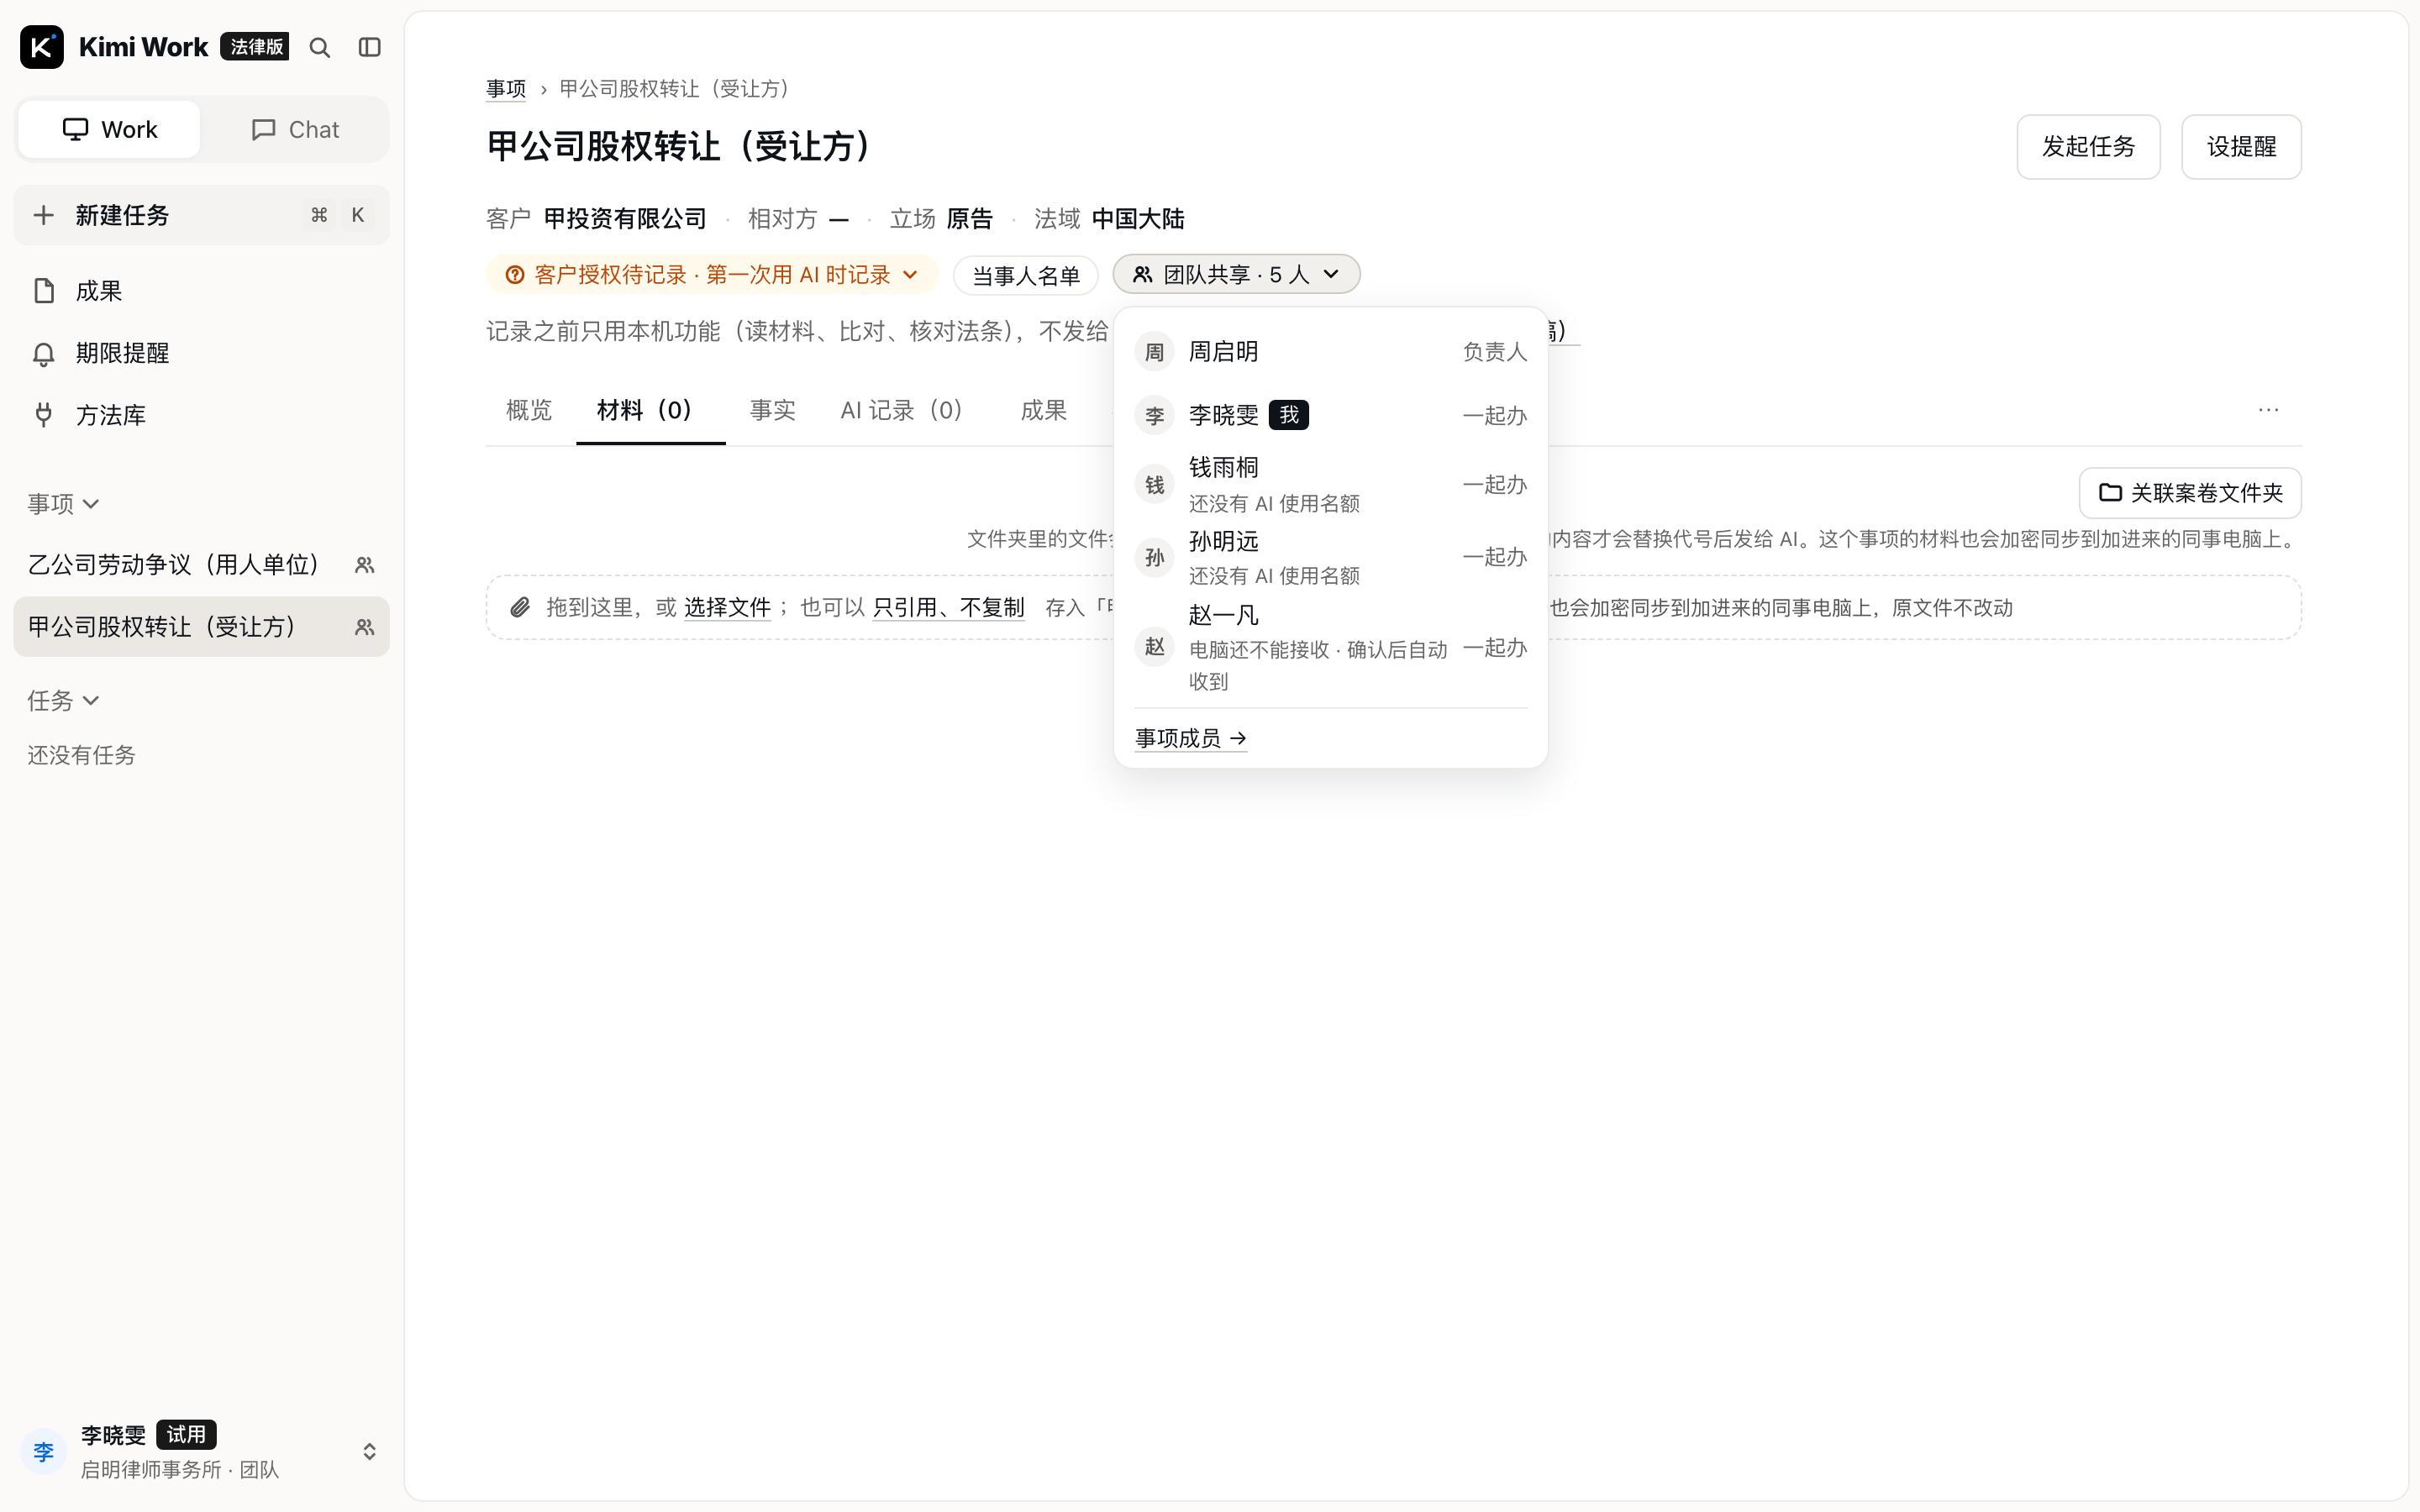 Kimi Work 法律版
Work
Chat
新建任务 ⌘ K
成果
期限提醒
方法库
事项
乙公司劳动争议（用人单位）
甲公司股权转让（受让方）
任务
还没有任务
李 李晓雯 试用
启明律师事务所 · 团队
事项 › 甲公司股权转让（受让方）
甲公司股权转让（受让方）
发起任务
设提醒
客户 甲投资有限公司 · 相对方 — · 立场 原告 · 法域 中国大陆
客户授权待记录 · 第一次用 AI 时记录
当事人名单
团队共享 · 5 人
记录之前只用本机功能（读材料、比对、核对法条），不发给
概览 材料（0） 事实 AI 记录（0） 成果 ···
关联案卷文件夹
文件夹里的文件
内容才会替换代号后发给 AI。这个事项的材料也会加密同步到加进来的同事电脑上。
拖到这里，或 选择文件 ；也可以 只引用、不复制 存入「
也会加密同步到加进来的同事电脑上，原文件不改动
周 周启明 负责人
李 李晓雯 我 一起办
钱 钱雨桐 一起办
还没有 AI 使用名额
孙 孙明远 一起办
还没有 AI 使用名额
赵 赵一凡 一起办
电脑还不能接收 · 确认后自动
收到
事项成员 →